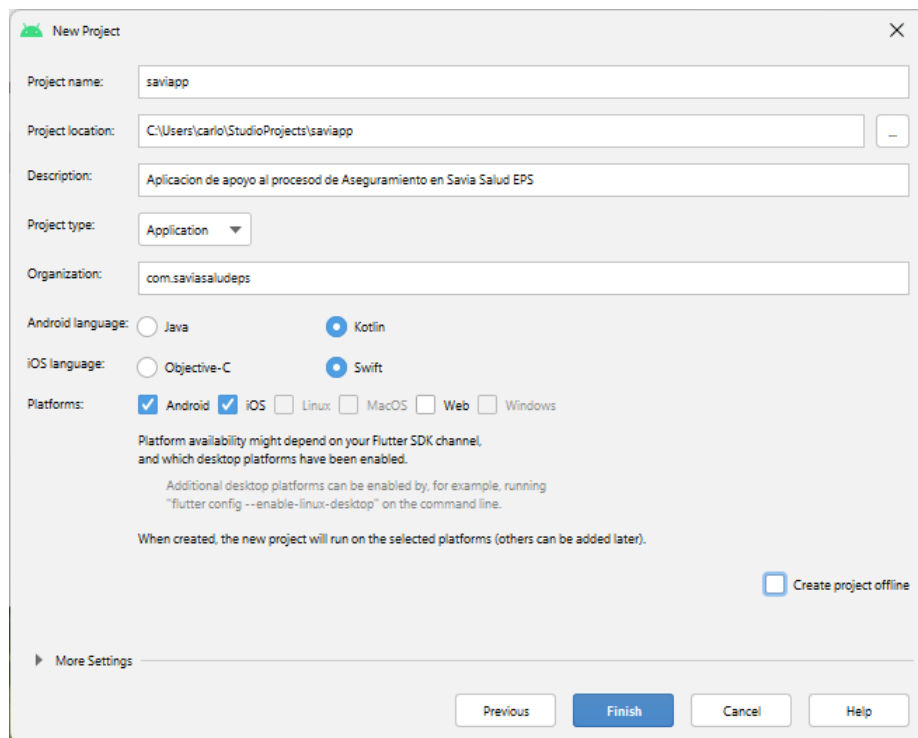 New Project
Project name: saviapp
Project location: C:\Users\carlo\StudioProjects\saviapp ...
Description: Aplicacion de apoyo al procesod de Aseguramiento en Savia Salud EPS
Project type: Application
Organization: com.saviasaludeps
Android language: Java Kotlin
iOS language: Objective-C Swift
Platforms: Android iOS Linux MacOS Web Windows
Platform availability might depend on your Flutter SDK channel,
and which desktop platforms have been enabled.
Additional desktop platforms can be enabled by, for example, running
"flutter config --enable-linux-desktop" on the command line.
When created, the new project will run on the selected platforms (others can be added later).
Create project offline
More Settings
Previous Finish Cancel Help